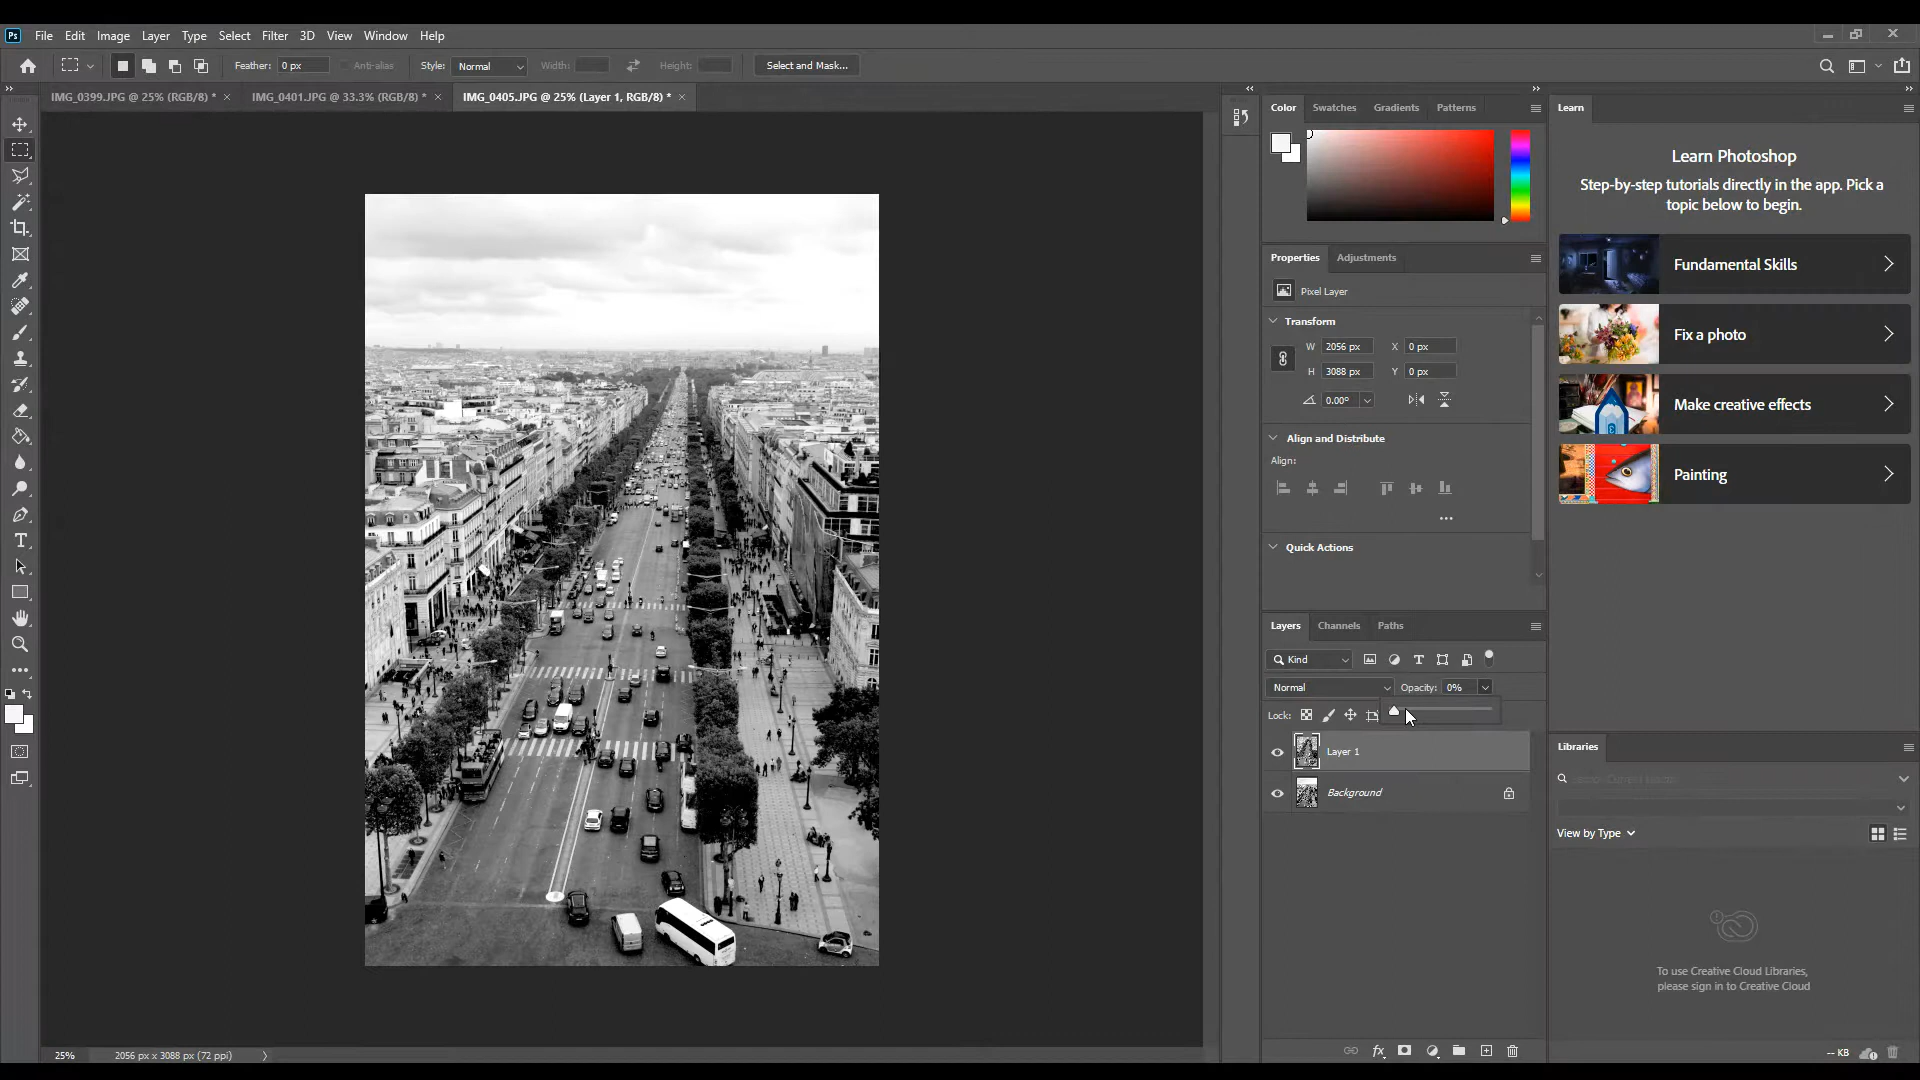 Ps File Edit Image Layer Type Select Filter 3D View Window Help
Feather: 0 px Anti-alias Style: Normal Width: Height: Select and Mask...
IMG_0399.JPG @ 25% (RGB/8) * × IMG_0401.JPG @ 33.3% (RGB/8) * × IMG_0405.JPG @ 25% (Layer 1, RGB/8) * ×
Color Swatches Gradients Patterns
Properties Adjustments
Pixel Layer
Transform
W 2056 px X 0 px
H 3088 px Y 0 px
0.00°
Align and Distribute
Align:
Quick Actions
Layers Channels Paths
Kind
Normal Opacity: 0%
Lock:
Layer 1
Background
fx
Learn
Learn Photoshop
Step-by-step tutorials directly in the app. Pick a
topic below to begin.
Fundamental Skills
Fix a photo
Make creative effects
Painting
Libraries
View by Type
To use Creative Cloud Libraries,
please sign in to Creative Cloud
-- KB
25% 2056 px x 3088 px (72 ppi)